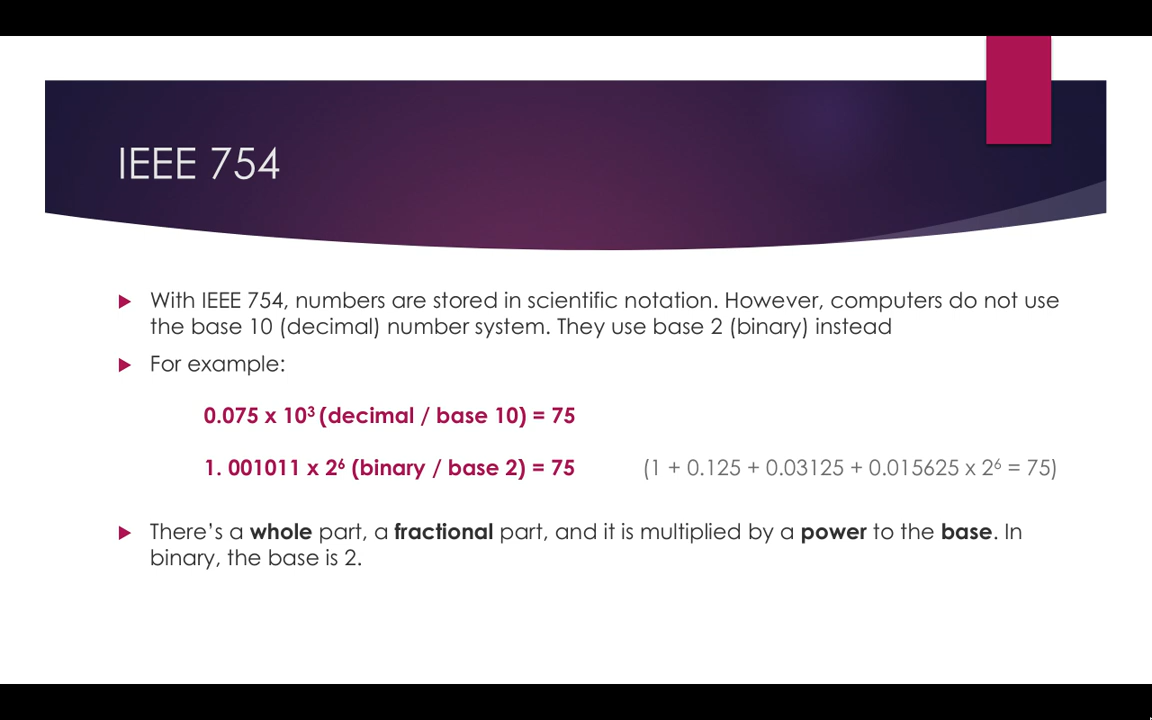 IEEE 754
With IEEE 754, numbers are stored in scientific notation. However, computers do not use
the base 10 (decimal) number system. They use base 2 (binary) instead
For example:
0.075 x 10³ (decimal / base 10) = 75
1. 001011 x 2⁶ (binary / base 2) = 75 (1 + 0.125 + 0.03125 + 0.015625 x 2⁶ = 75)
There's a whole part, a fractional part, and it is multiplied by a power to the base. In
binary, the base is 2.